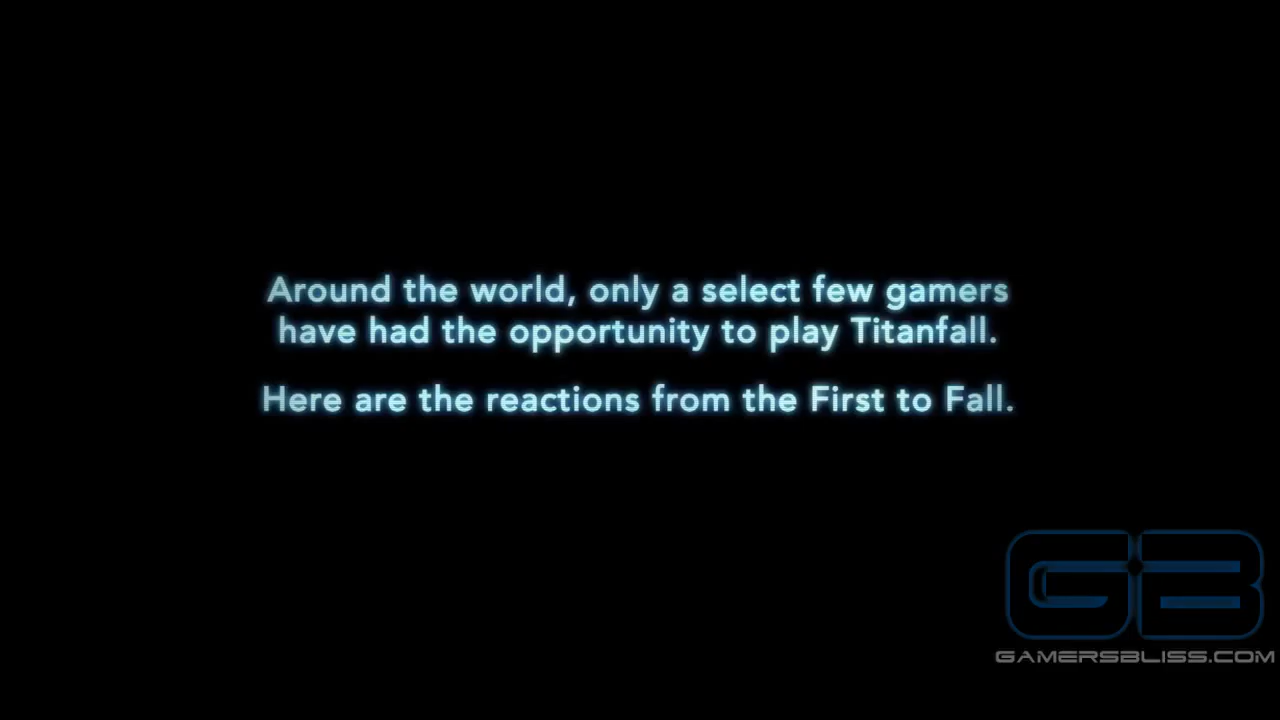 Around the world, only a select few gamers
have had the opportunity to play Titanfall.
Here are the reactions from the First to Fall.
GB
GAMERSBLISS.COM